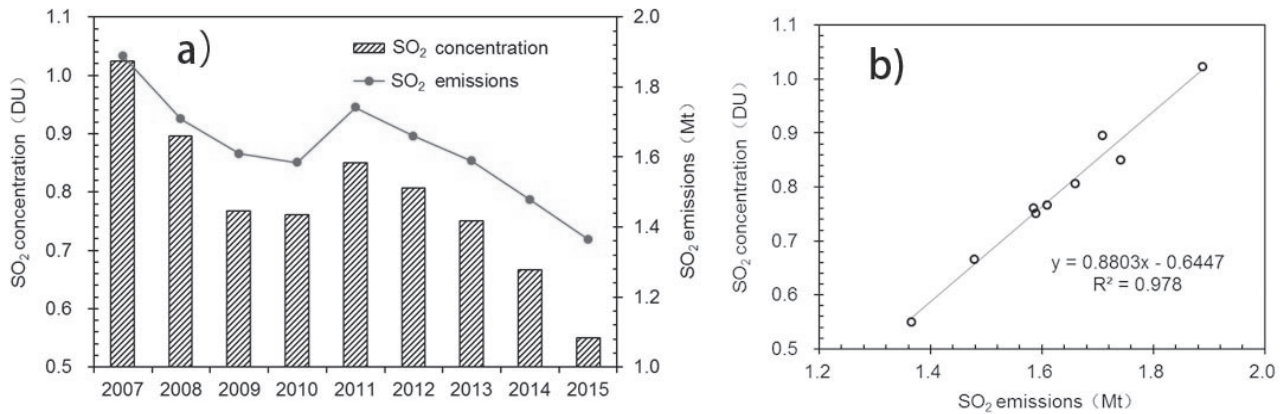 a)
SO₂ concentration
SO₂ emissions
SO₂ concentration（DU）
1.1
1.0
0.9
0.8
0.7
0.6
0.5
2007 2008 2009 2010 2011 2012 2013 2014 2015
2.0
1.8
1.6
1.4
1.2
1.0
SO₂ emissions（Mt）
b)
SO₂ concentration（DU）
1.1
1.0
0.9
0.8
0.7
0.6
0.5
y = 0.8803x - 0.6447
R² = 0.978
1.2 1.4 1.6 1.8 2.0
SO₂ emissions（Mt）